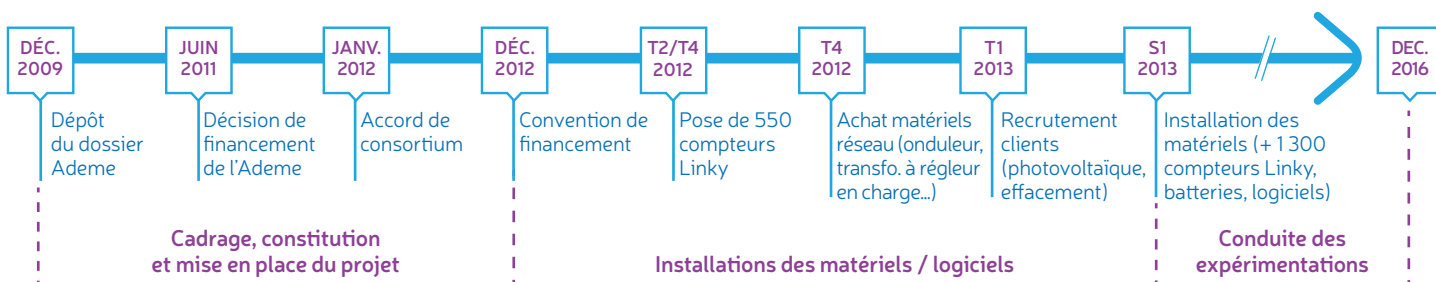 DÉC.
2009
JUIN
2011
JANV.
2012
DÉC.
2012
T2/T4
2012
T4
2012
T1
2013
S1
2013
DEC.
2016
Dépôt
du dossier
Ademe
Décision de
financement
de l'Ademe
Accord de
consortium
Convention de
financement
Pose de 550
compteurs
Linky
Achat matériels
réseau (onduleur,
transfo. à régleur
en charge...)
Recrutement
clients
(photovoltaïque,
effacement)
Installation des
matériels (+ 1 300
compteurs Linky,
batteries, logiciels)
Cadrage, constitution
et mise en place du projet
Installations des matériels / logiciels
Conduite des
expérimentations